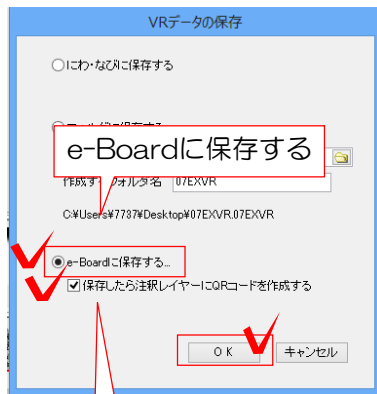 VRデータの保存
にわ・なびに保存する
e-Boardに保存する
作成す
ォルダ名 07EXVR
C:¥Users¥7737¥Desktop¥07EXVR.07EXVR
e-Boardに保存する...
保存したら注釈レイヤーにQRコードを作成する
OK キャンセル